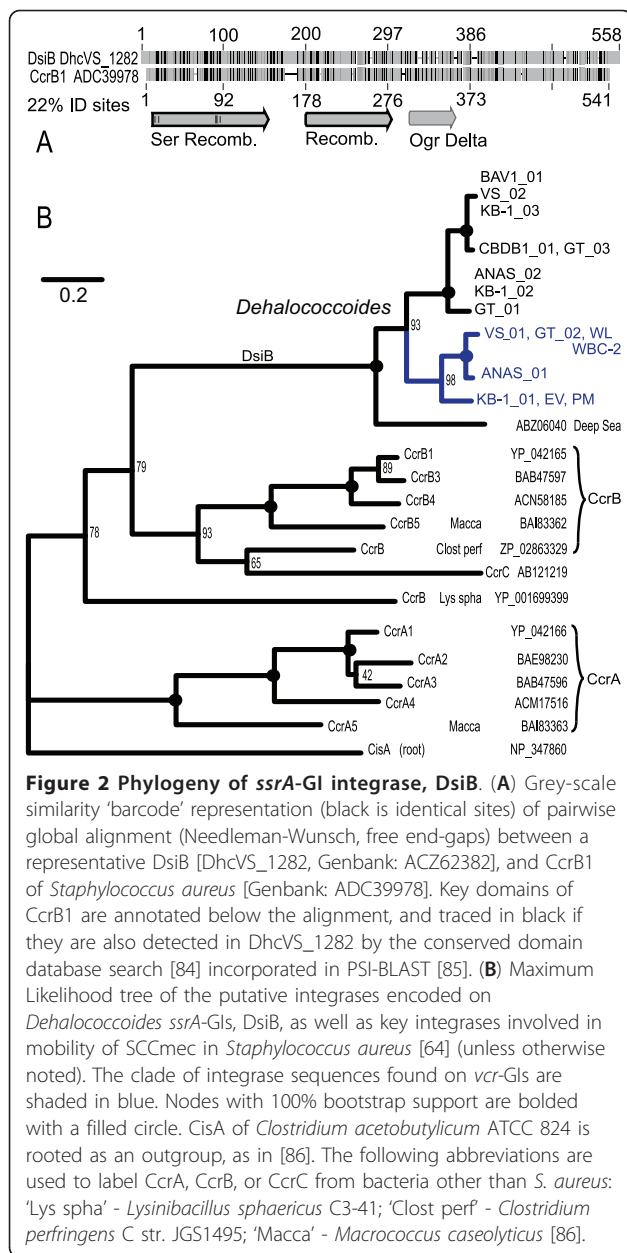 1 100 200 297 386 558
DsiB DhcVS_1282
CcrB1 ADC39978
1 92 178 276 373 541
22% ID sites
Ser Recomb. Recomb. Ogr Delta
A
B
0.2
Dehalococcoides
DsiB
BAV1_01
VS_02
KB-1_03
CBDB1_01, GT_03
ANAS_02
KB-1_02
GT_01
93
VS_01, GT_02, WL
WBC-2
ANAS_01
98
KB-1_01, EV, PM
ABZ06040 Deep Sea
79
CcrB1 YP_042165
89
CcrB3 BAB47597
CcrB4 ACN58185
CcrB
CcrB5 Macca BAI83362
93
CcrB Clost perf ZP_02863329
65
CcrC AB121219
78
CcrB Lys spha YP_001699399
CcrA1 YP_042166
CcrA2 BAE98230
42
CcrA3 BAB47596
CcrA
CcrA4 ACM17516
CcrA5 Macca BAI83363
CisA (root) NP_347860
Figure 2 Phylogeny of ssrA-GI integrase, DsiB. (A) Grey-scale
similarity 'barcode' representation (black is identical sites) of pairwise
global alignment (Needleman-Wunsch, free end-gaps) between a
representative DsiB [DhcVS_1282, Genbank: ACZ62382], and CcrB1
of Staphylococcus aureus [Genbank: ADC39978]. Key domains of
CcrB1 are annotated below the alignment, and traced in black if
they are also detected in DhcVS_1282 by the conserved domain
database search [84] incorporated in PSI-BLAST [85]. (B) Maximum
Likelihood tree of the putative integrases encoded on
Dehalococcoides ssrA-GIs, DsiB, as well as key integrases involved in
mobility of SCCmec in Staphylococcus aureus [64] (unless otherwise
noted). The clade of integrase sequences found on vcr-GIs are
shaded in blue. Nodes with 100% bootstrap support are bolded
with a filled circle. CisA of Clostridium acetobutylicum ATCC 824 is
rooted as an outgroup, as in [86]. The following abbreviations are
used to label CcrA, CcrB, or CcrC from bacteria other than S. aureus:
'Lys spha' - Lysinibacillus sphaericus C3-41; 'Clost perf' - Clostridium
perfringens C str. JGS1495; 'Macca' - Macrococcus caseolyticus [86].